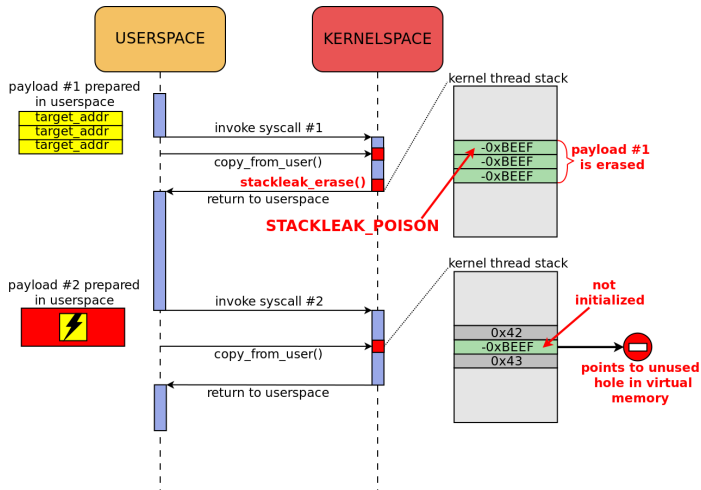 USERSPACE
KERNELSPACE
payload #1 prepared
in userspace
target_addr
target_addr
target_addr
invoke syscall #1
copy_from_user()
stackleak_erase()
return to userspace
kernel thread stack
-0xBEEF
-0xBEEF
-0xBEEF
payload #1
is erased
STACKLEAK_POISON
payload #2 prepared
in userspace
invoke syscall #2
copy_from_user()
return to userspace
kernel thread stack
not
initialized
0x42
-0xBEEF
0x43
points to unused
hole in virtual
memory